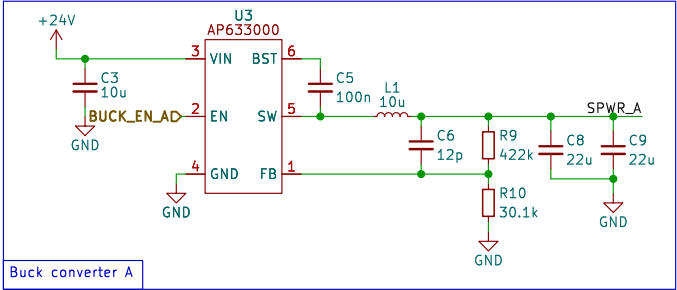 +24V
U3
AP633000
3 VIN BST 6
C3
10u
C5
100n
BUCK_EN_A 2 EN SW 5
L1
10u
SPWR_A
GND
C6
12p
R9
422k
C8
22u
C9
22u
4 GND FB 1
GND
R10
30.1k
GND
GND
Buck converter A